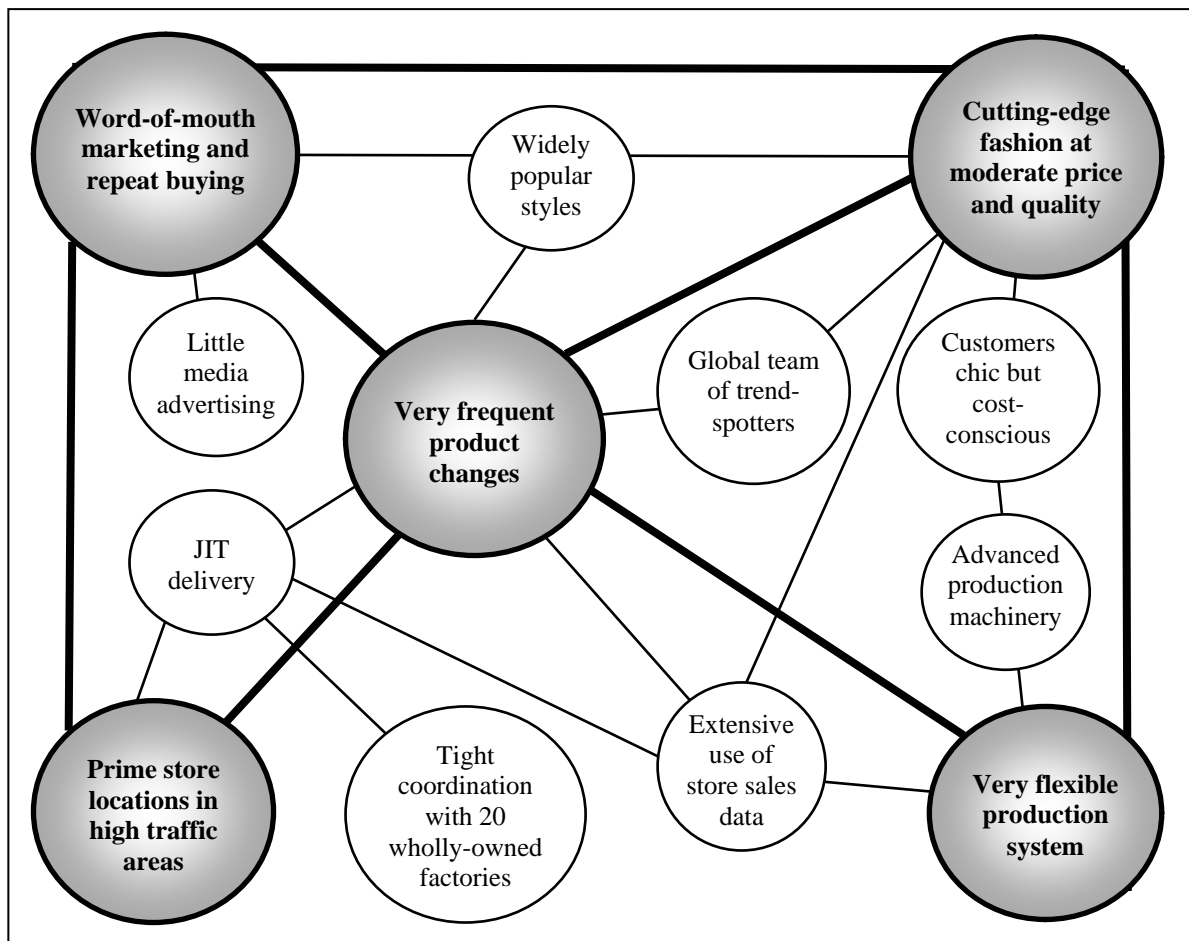 Word-of-mouth
marketing and
repeat buying
Widely
popular
styles
Cutting-edge
fashion at
moderate price
and quality
Little
media
advertising
Very frequent
product
changes
Global team
of trend-
spotters
Customers
chic but
cost-
conscious
JIT
delivery
Advanced
production
machinery
Prime store
locations in
high traffic
areas
Tight
coordination
with 20
wholly-owned
factories
Extensive
use of
store sales
data
Very flexible
production
system